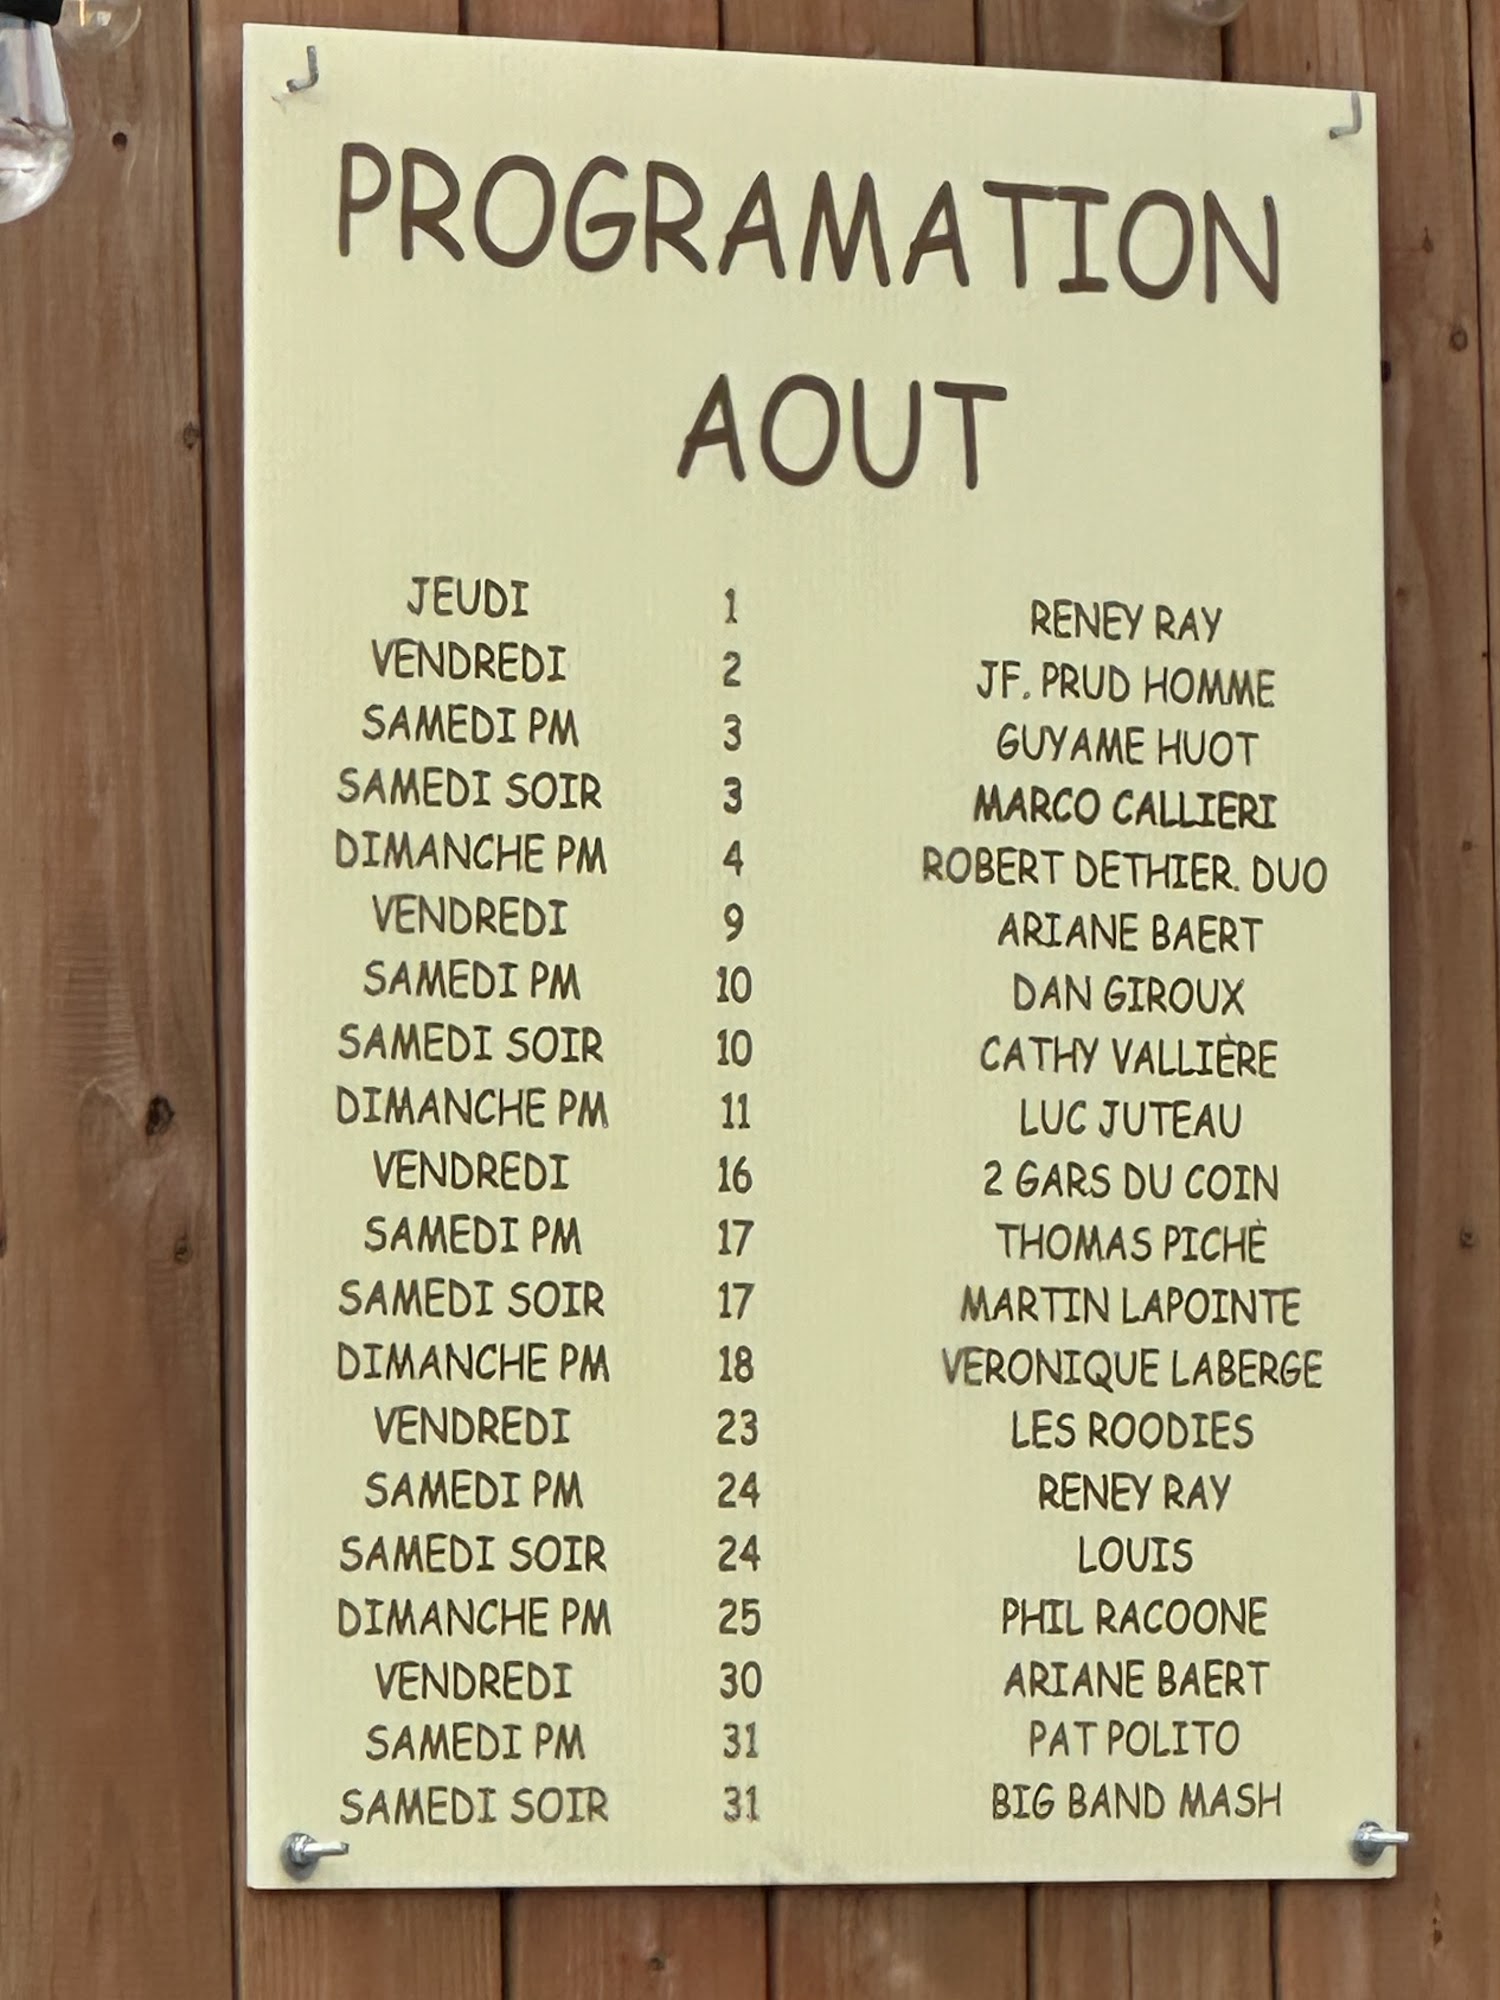 PROGRAMATION
AOUT
JEUDI 1 RENEY RAY
VENDREDI 2 JF. PRUD HOMME
SAMEDI PM 3 GUYAME HUOT
SAMEDI SOIR 3 MARCO CALLIERI
DIMANCHE PM 4 ROBERT DETHIER. DUO
VENDREDI 9 ARIANE BAERT
SAMEDI PM 10 DAN GIROUX
SAMEDI SOIR 10 CATHY VALLIÈRE
DIMANCHE PM 11 LUC JUTEAU
VENDREDI 16 2 GARS DU COIN
SAMEDI PM 17 THOMAS PICHÈ
SAMEDI SOIR 17 MARTIN LAPOINTE
DIMANCHE PM 18 VERONIQUE LABERGE
VENDREDI 23 LES ROODIES
SAMEDI PM 24 RENEY RAY
SAMEDI SOIR 24 LOUIS
DIMANCHE PM 25 PHIL RACOONE
VENDREDI 30 ARIANE BAERT
SAMEDI PM 31 PAT POLITO
SAMEDI SOIR 31 BIG BAND MASH